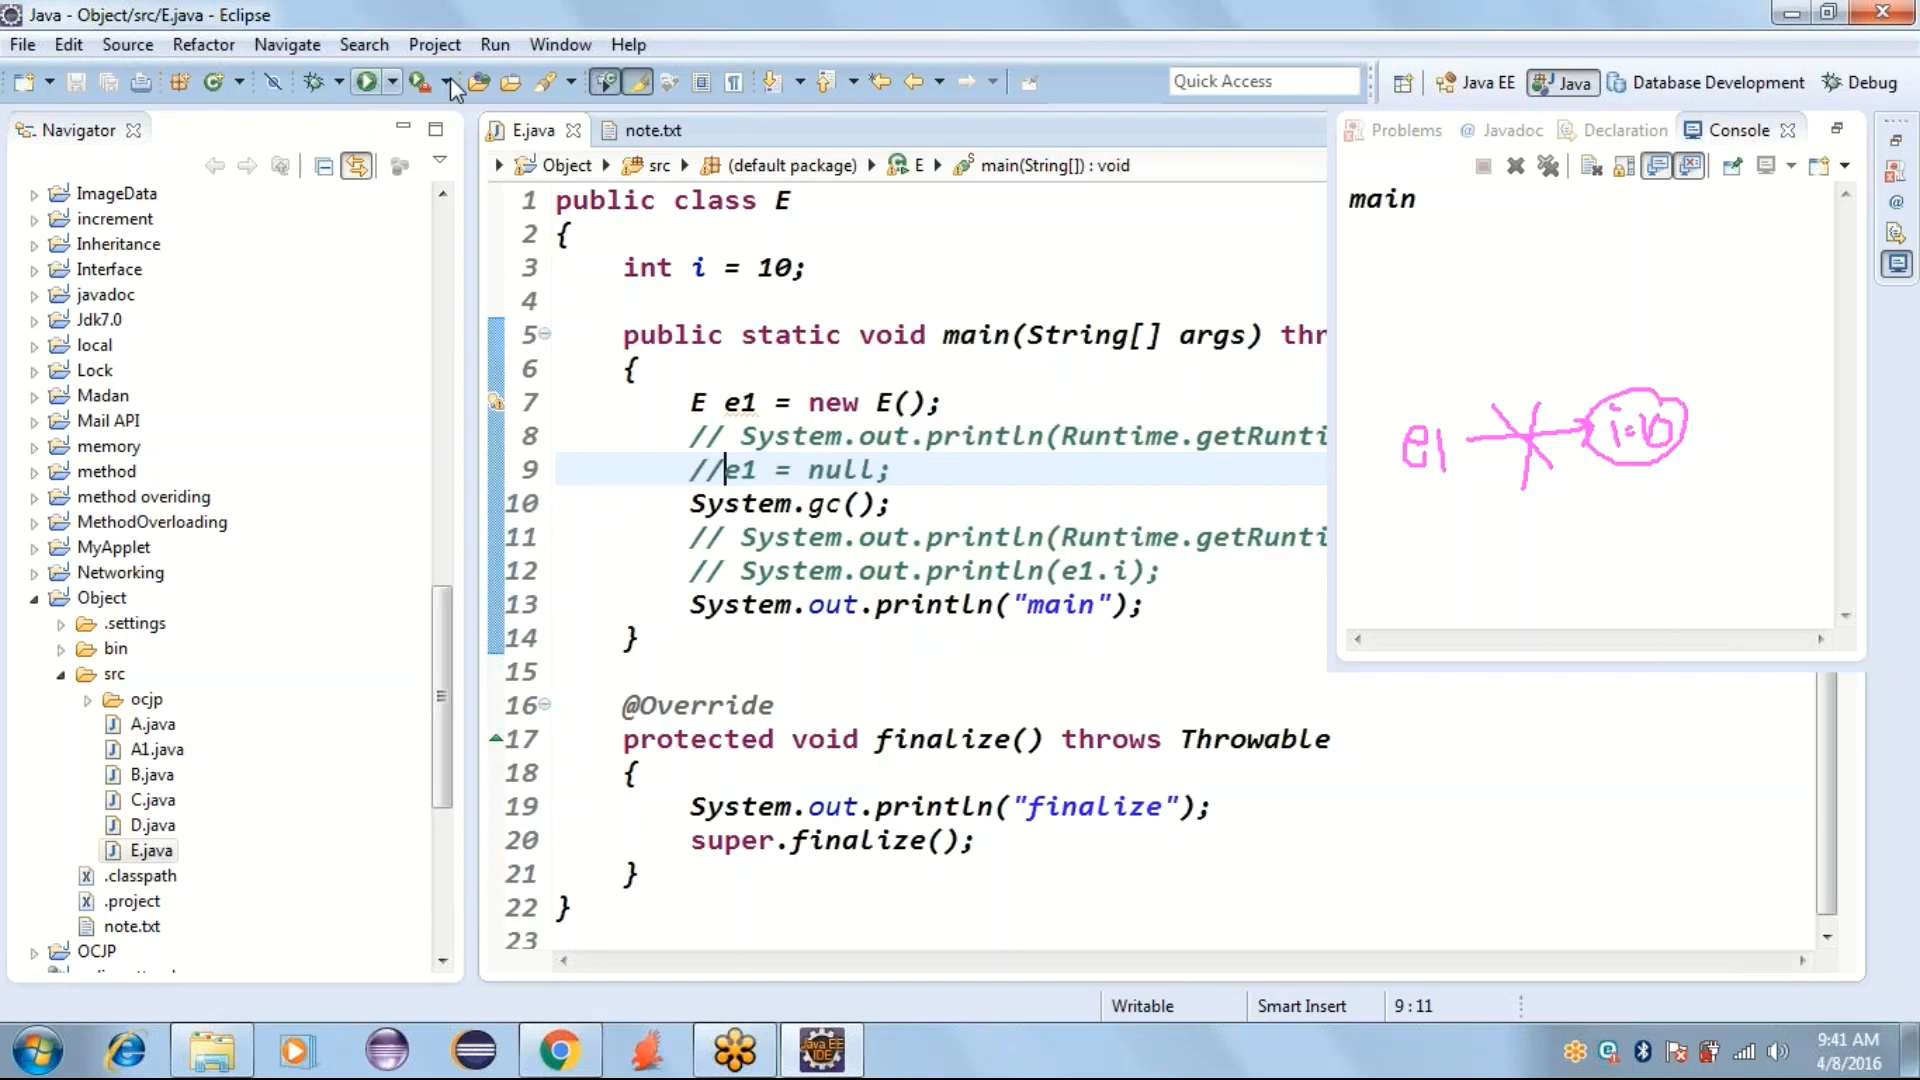 Java - Object/src/E.java - Eclipse
File Edit Source Refactor Navigate Search Project Run Window Help
Quick Access
Java EE
Java
Database Development
Debug
Navigator
ImageData
increment
Inheritance
Interface
javadoc
Jdk7.0
local
Lock
Madan
Mail API
memory
method
method overiding
MethodOverloading
MyApplet
Networking
Object
.settings
bin
src
ocjp
A.java
A1.java
B.java
C.java
D.java
E.java
.classpath
.project
note.txt
OCJP
E.java
note.txt
Object src (default package) E main(String[]) : void
1 public class E
2 {
3 int i = 10;
4
5 public static void main(String[] args) thr
6 {
7 E e1 = new E();
8 // System.out.println(Runtime.getRunti
9 //e1 = null;
10 System.gc();
11 // System.out.println(Runtime.getRunti
12 // System.out.println(e1.i);
13 System.out.println("main");
14 }
15
16 @Override
17 protected void finalize() throws Throwable
18 {
19 System.out.println("finalize");
20 super.finalize();
21 }
22 }
23
Problems @ Javadoc Declaration Console
main
e1 i=10
Writable Smart Insert 9 : 11
Java EE
IDE
9:41 AM
4/8/2016